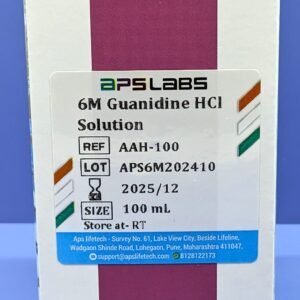 APS LABS
6M Guanidine HCl
Solution
REF AAH-100
LOT APS6M202410
2025/12
SIZE 100 mL
Store at- RT
Aps lifetech - Survey No. 61, Lake View City, Beside Lifeline,
Wadgaon Shinde Road, Lohegaon, Pune, Maharashtra 411047,
support@apslifetech.com 8128122173